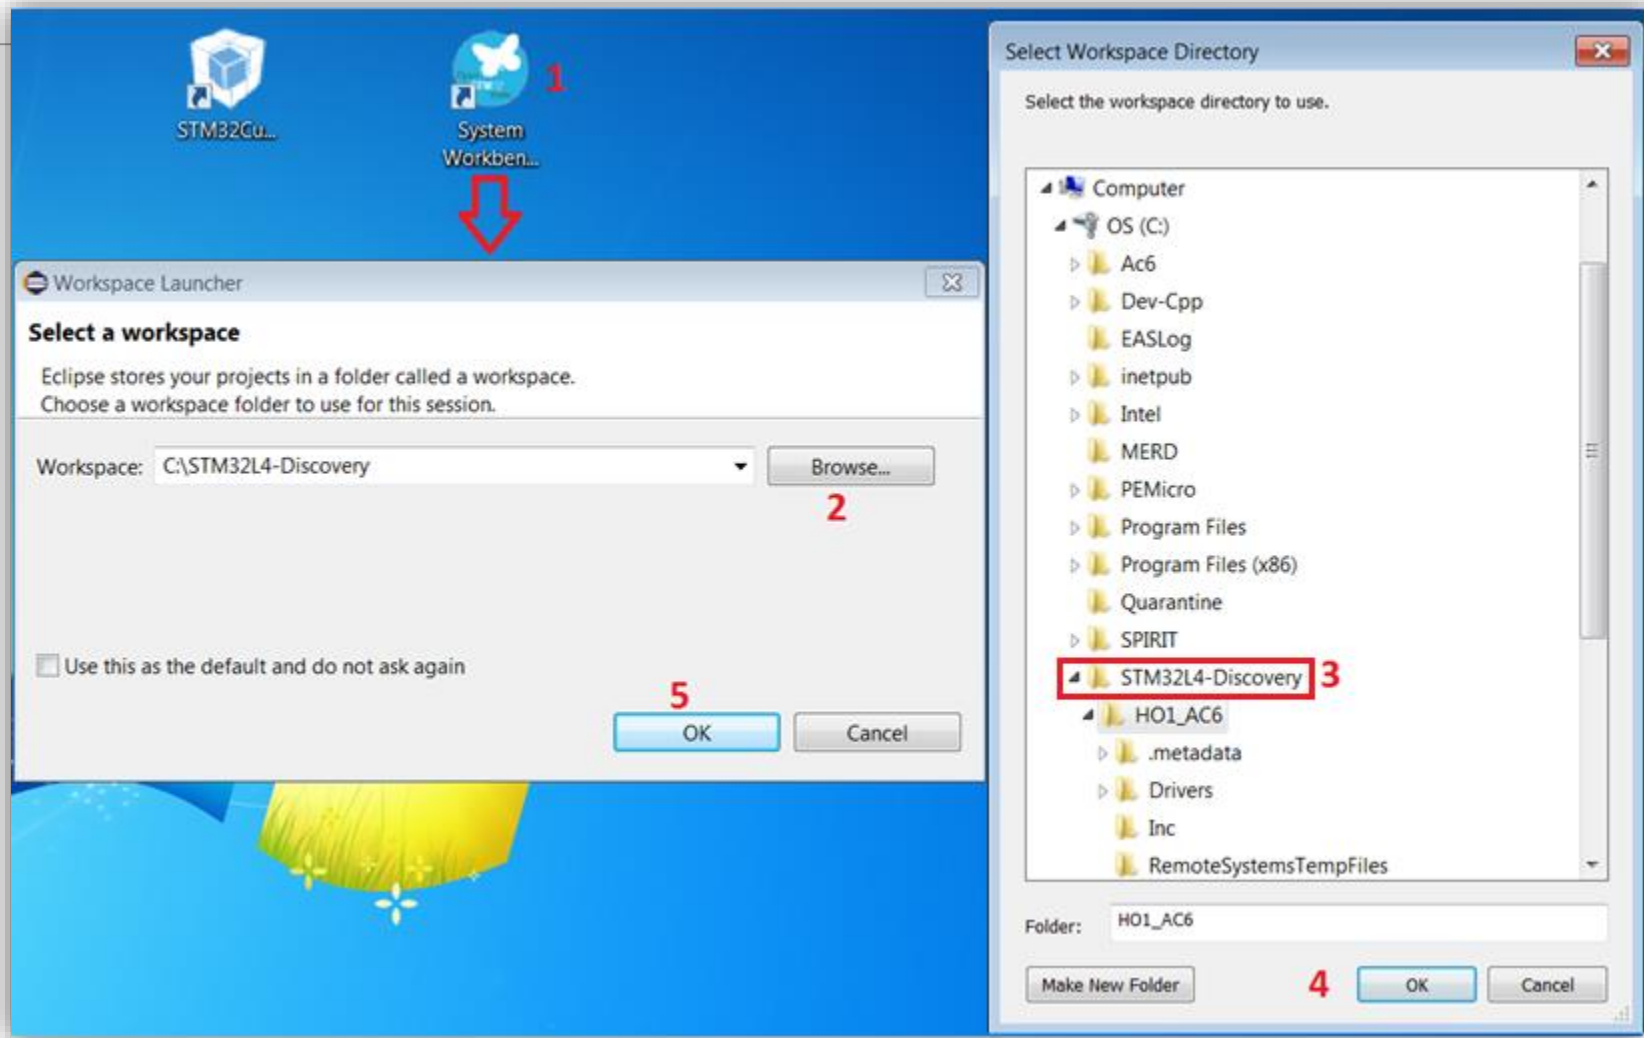 STM32Cu...
System
Workben...
1
Workspace Launcher
Select a workspace
Eclipse stores your projects in a folder called a workspace.
Choose a workspace folder to use for this session.
Workspace: C:\STM32L4-Discovery Browse...
2
Use this as the default and do not ask again
5
OK Cancel
Select Workspace Directory
Select the workspace directory to use.
Computer
OS (C:)
Ac6
Dev-Cpp
EASLog
inetpub
Intel
MERD
PEMicro
Program Files
Program Files (x86)
Quarantine
SPIRIT
STM32L4-Discovery 3
HO1_AC6
.metadata
Drivers
Inc
RemoteSystemsTempFiles
Folder: HO1_AC6
Make New Folder 4 OK Cancel